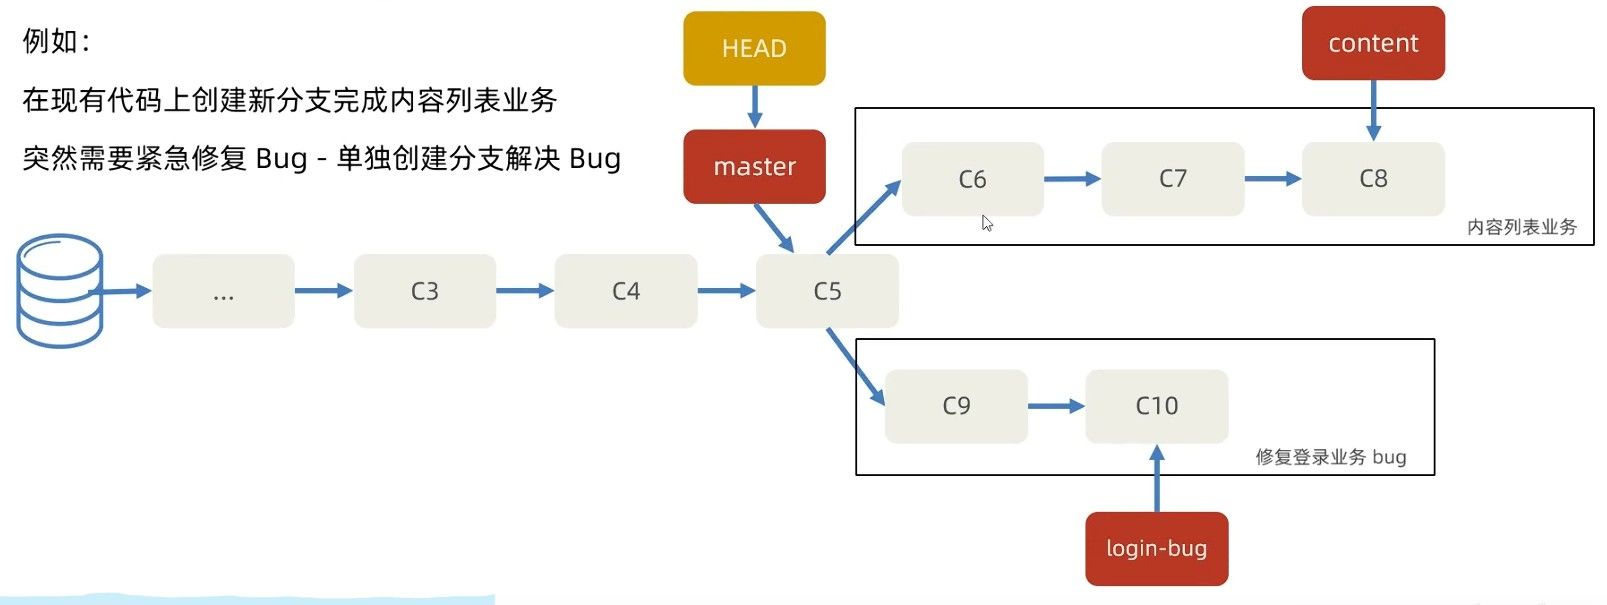 例如：
在现有代码上创建新分支完成内容列表业务
突然需要紧急修复 Bug - 单独创建分支解决 Bug
HEAD
master
content
C6
C7
C8
内容列表业务
...
C3
C4
C5
C9
C10
修复登录业务 bug
login-bug